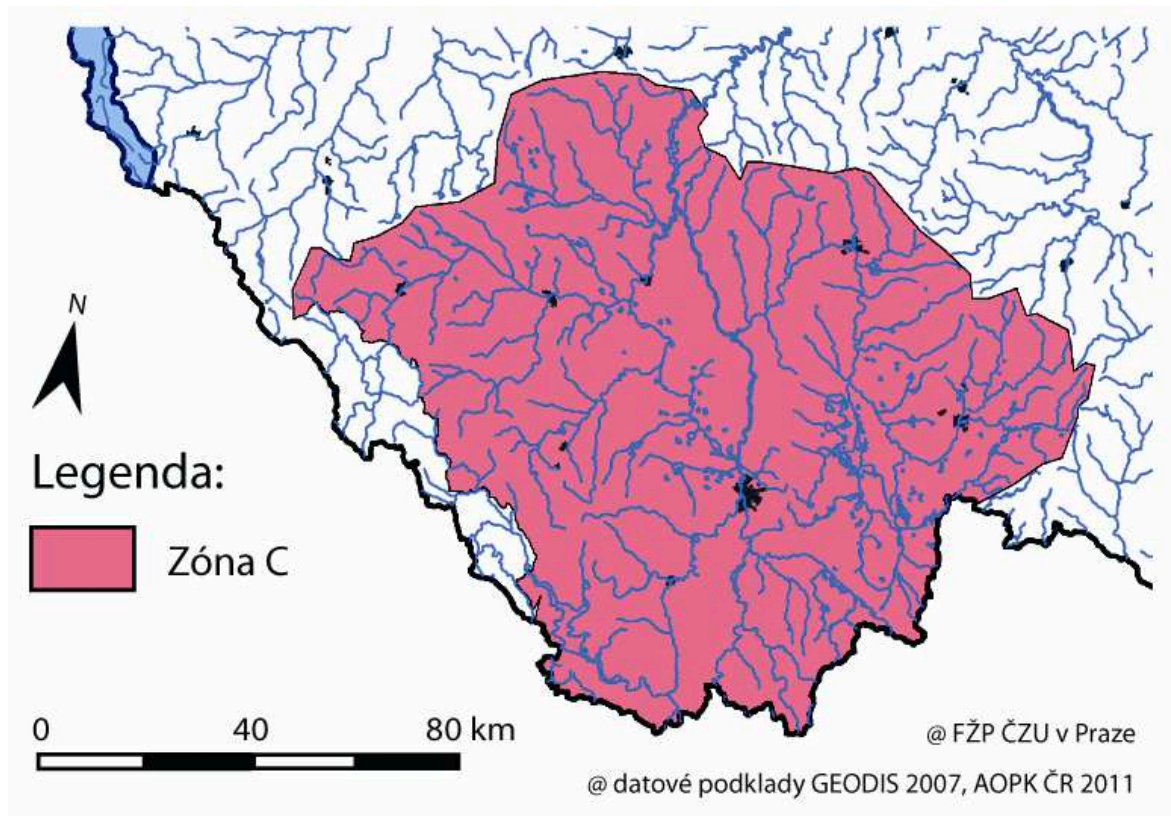 N
Legenda:
Zóna C
0 40 80 km
@ FŽP ČZU v Praze
@ datové podklady GEODIS 2007, AOPK ČR 2011